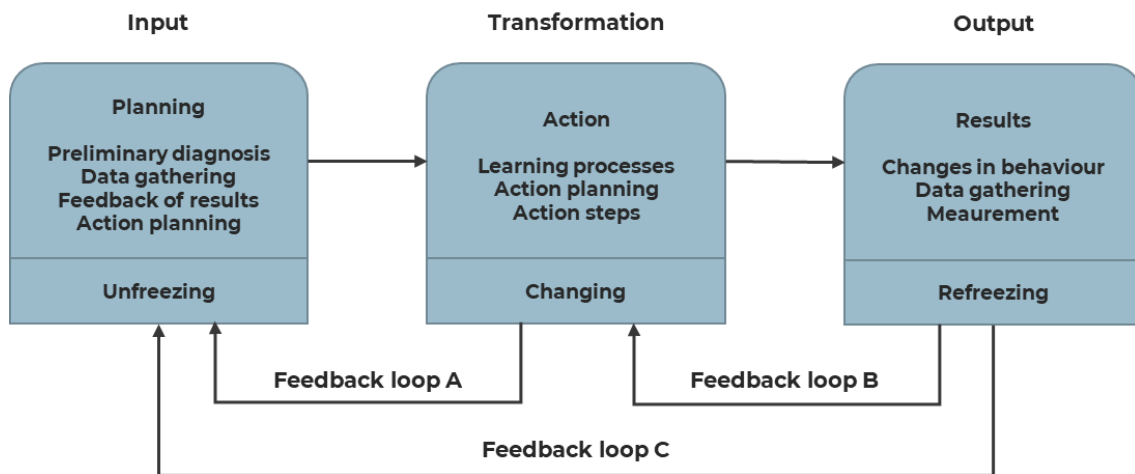 Input
Transformation
Output
Planning
Preliminary diagnosis
Data gathering
Feedback of results
Action planning
Unfreezing
Action
Learning processes
Action planning
Action steps
Changing
Results
Changes in behaviour
Data gathering
Meaurement
Refreezing
Feedback loop A
Feedback loop B
Feedback loop C